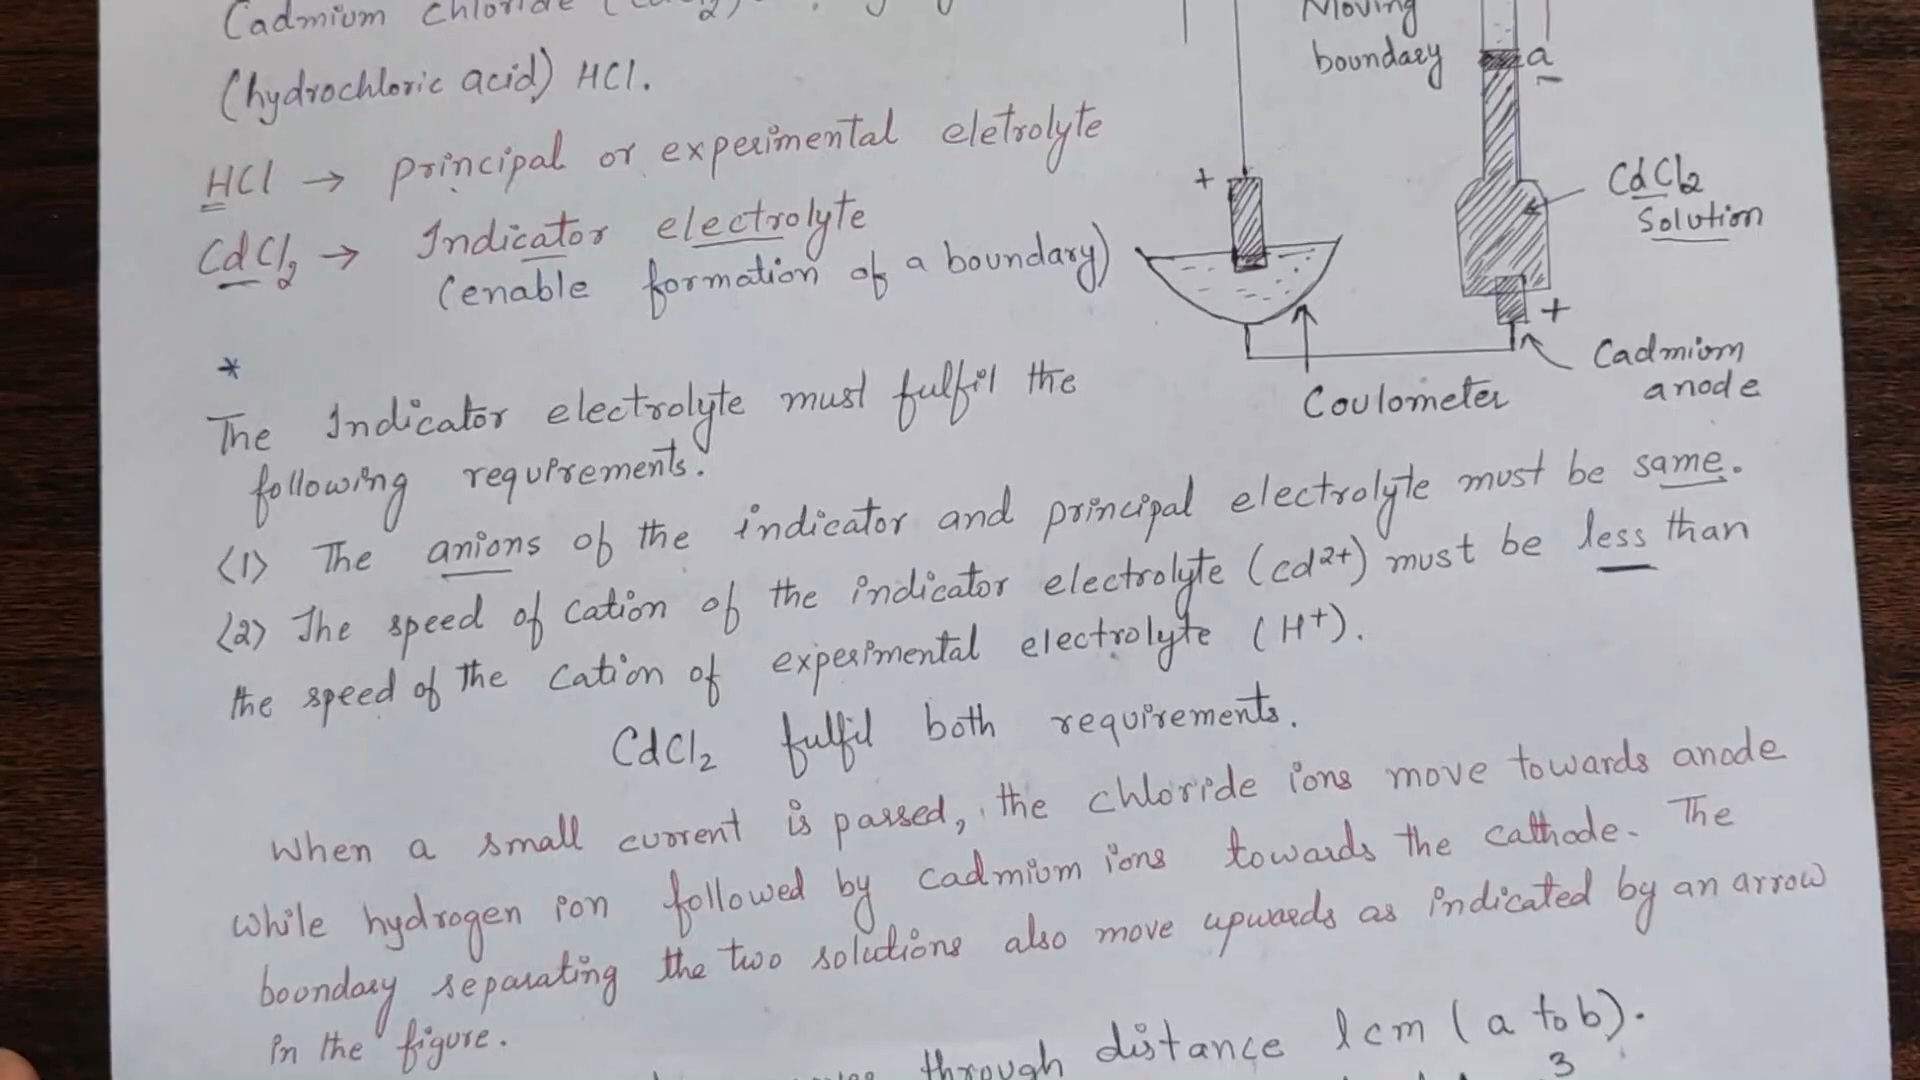 Cadmium chloride
(hydrochloric acid) HCl.
HCl → principal or experimental eletrolyte
CdCl2 → Indicator electrolyte
(enable formation of a boundary)
*
The Indicator electrolyte must fulfil the
following requirements.
(1) The anions of the indicator and principal electrolyte must be same.
(2) The speed of cation of the indicator electrolyte (cd2+) must be less than
the speed of the cation of experimental electrolyte (H+).
CdCl2 fulfil both requirements.
When a small current is passed, the chloride ions move towards anode
while hydrogen ion followed by cadmium ions towards the cathode. The
boundary separating the two solutions also move upwards as indicated by an arrow
in the figure.
through distance lcm (a to b).
3
Moving
boundary
a
+
CdCl2
Solution
+
Cadmium
anode
Coulometer